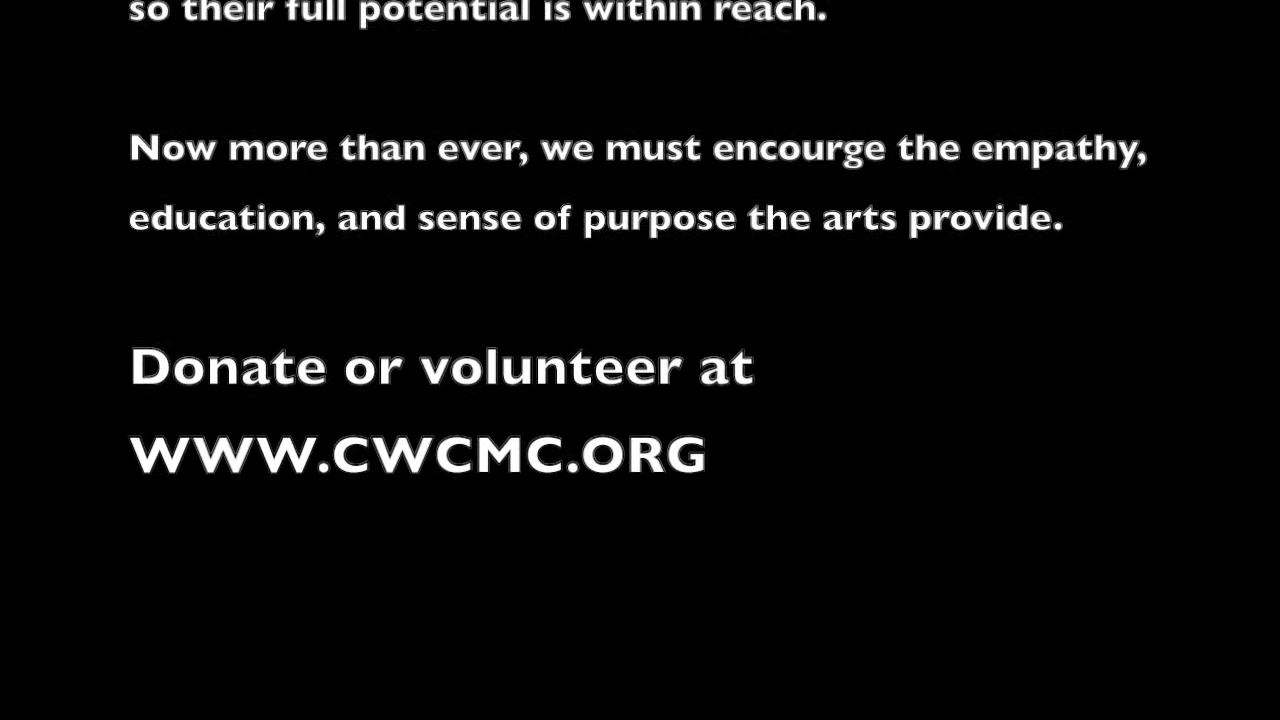 so their full potential is within reach.
Now more than ever, we must encourge the empathy,
education, and sense of purpose the arts provide.
Donate or volunteer at
WWW.CWCMC.ORG